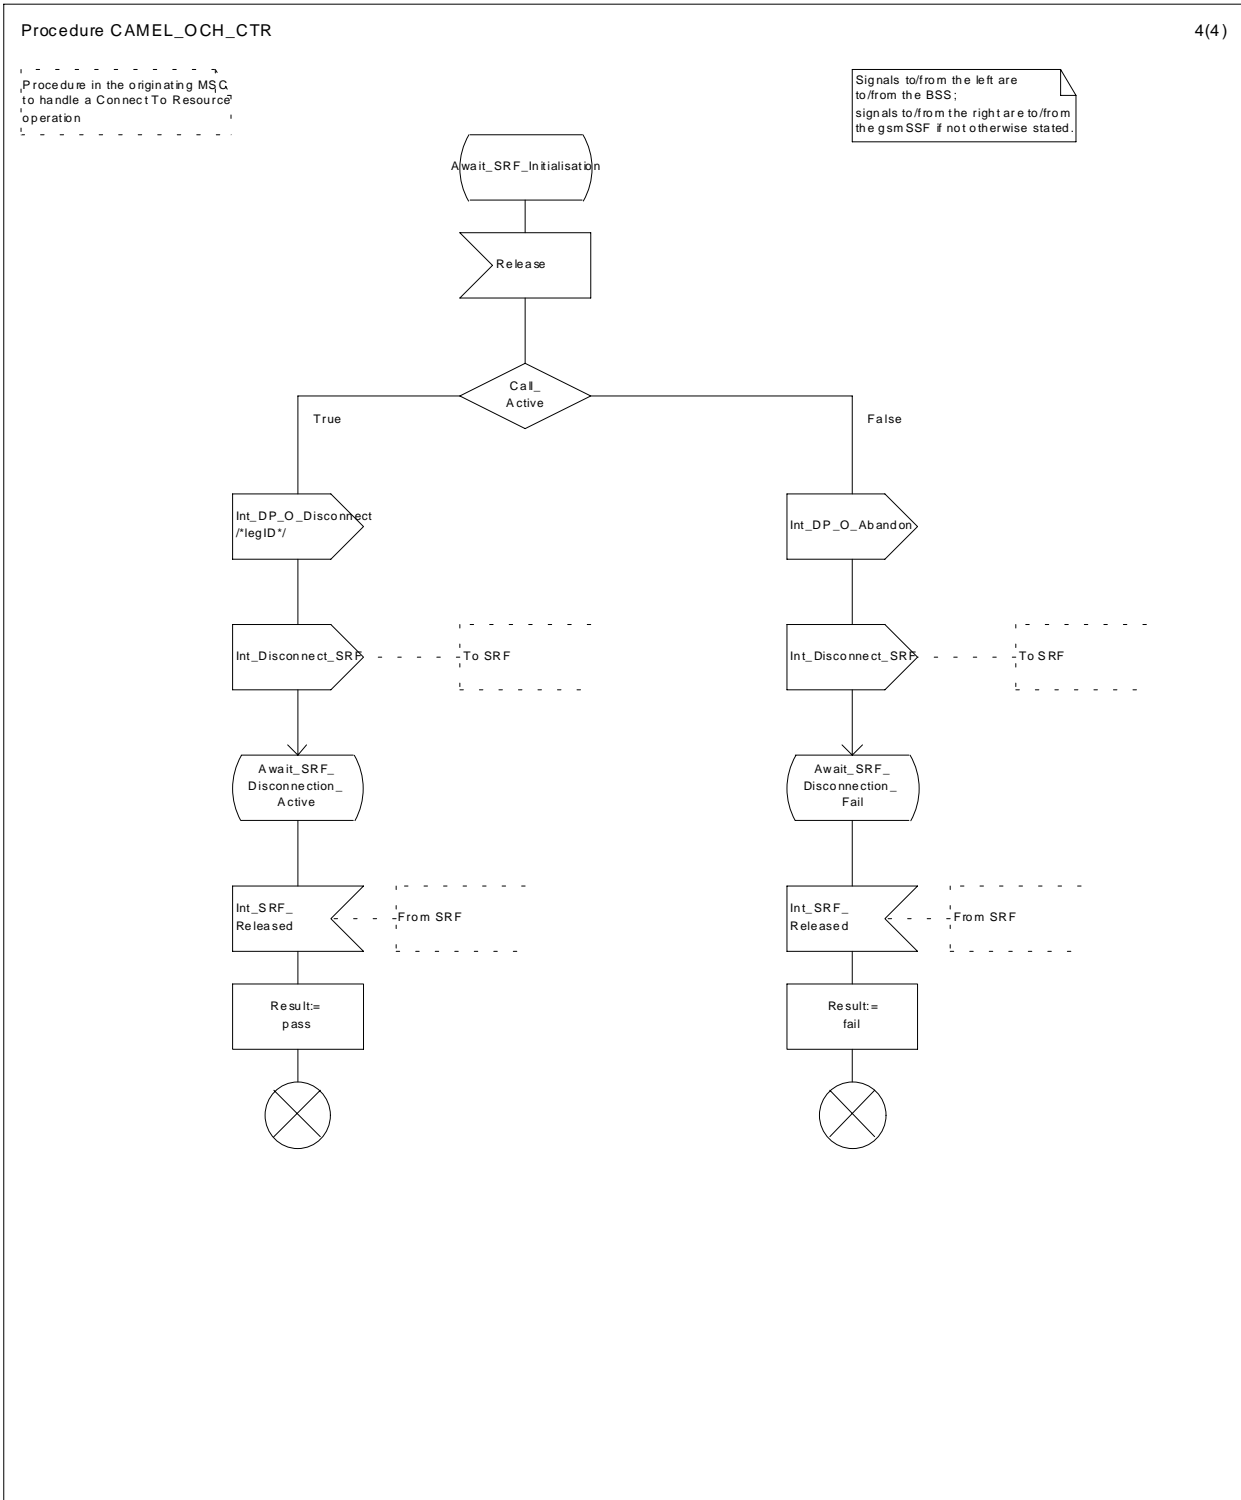 Procedure CAMEL_OCH_CTR
4(4)
Procedure in the originating MSC
to handle a Connect To Resource
operation
Signals to/from the left are
to/from the BSS;
signals to/from the right are to/from
the gsmSSF if not otherwise stated.
Await_SRF_Initialisation
Release
Call_
Active
True
False
Int_DP_O_Disconnect
/*legID*/
Int_DP_O_Abandon
Int_Disconnect_SRF
To SRF
Int_Disconnect_SRF
To SRF
Await_SRF_
Disconnection_
Active
Await_SRF_
Disconnection_
Fail
Int_SRF_
Released
From SRF
Int_SRF_
Released
From SRF
Result:=
pass
Result:=
fail